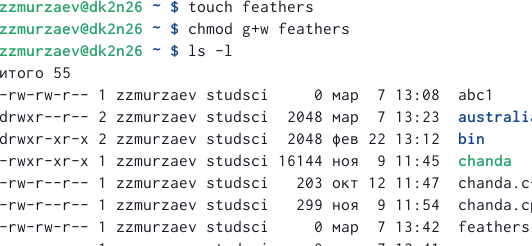 zzmurzaev@dk2n26 ~ $ touch feathers
zzmurzaev@dk2n26 ~ $ chmod g+w feathers
zzmurzaev@dk2n26 ~ $ ls -l
итого 55
-rw-rw-r-- 1 zzmurzaev studsci 0 мар 7 13:08 abc1
drwxr--r-- 2 zzmurzaev studsci 2048 мар 7 13:23 australia
drwxr-xr-x 2 zzmurzaev studsci 2048 фев 22 13:12 bin
-rwxr-xr-x 1 zzmurzaev studsci 16144 ноя 9 11:45 chanda
-rw-r--r-- 1 zzmurzaev studsci 203 окт 12 11:47 chanda.c
-rw-r--r-- 1 zzmurzaev studsci 299 ноя 9 11:54 chanda.cp
-rw-rw-r-- 1 zzmurzaev studsci 0 мар 7 13:42 feathers